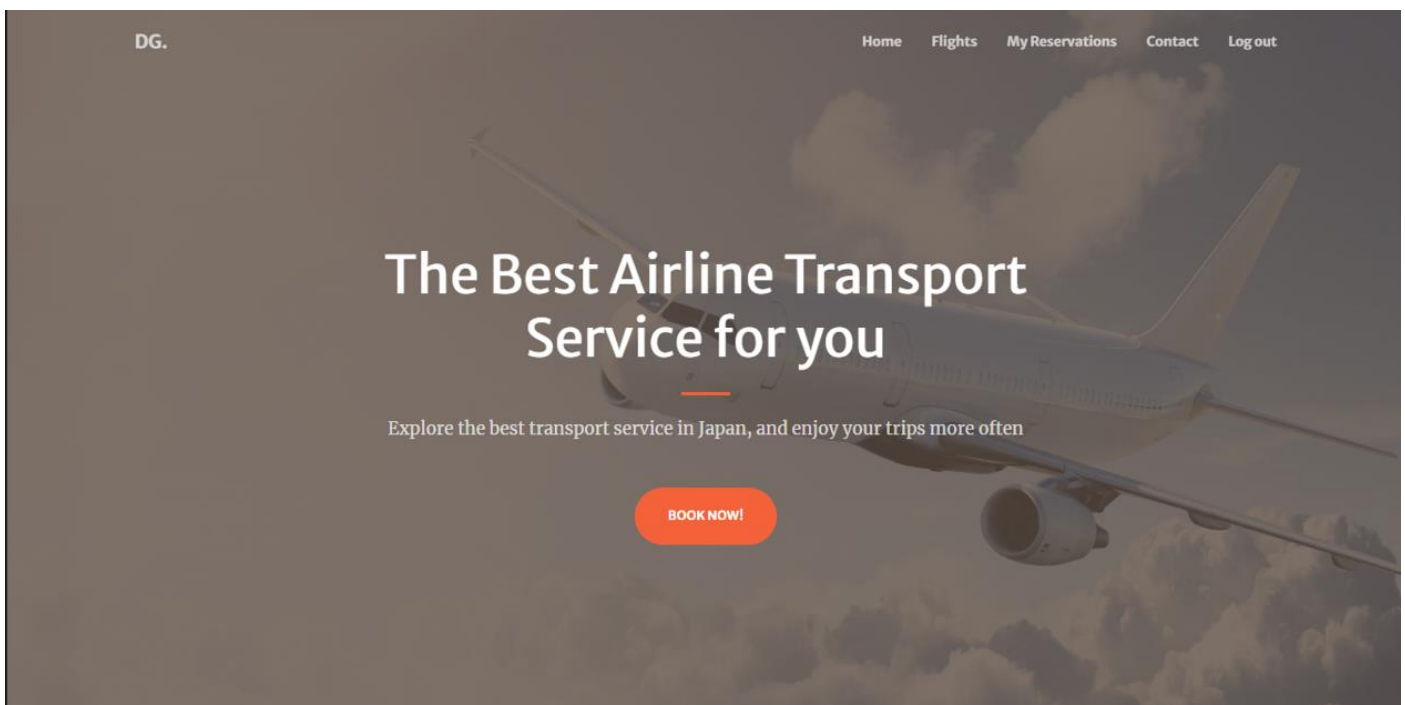 DG.
Home Flights My Reservations Contact Log out
The Best Airline Transport
Service for you
Explore the best transport service in Japan, and enjoy your trips more often
BOOK NOW!